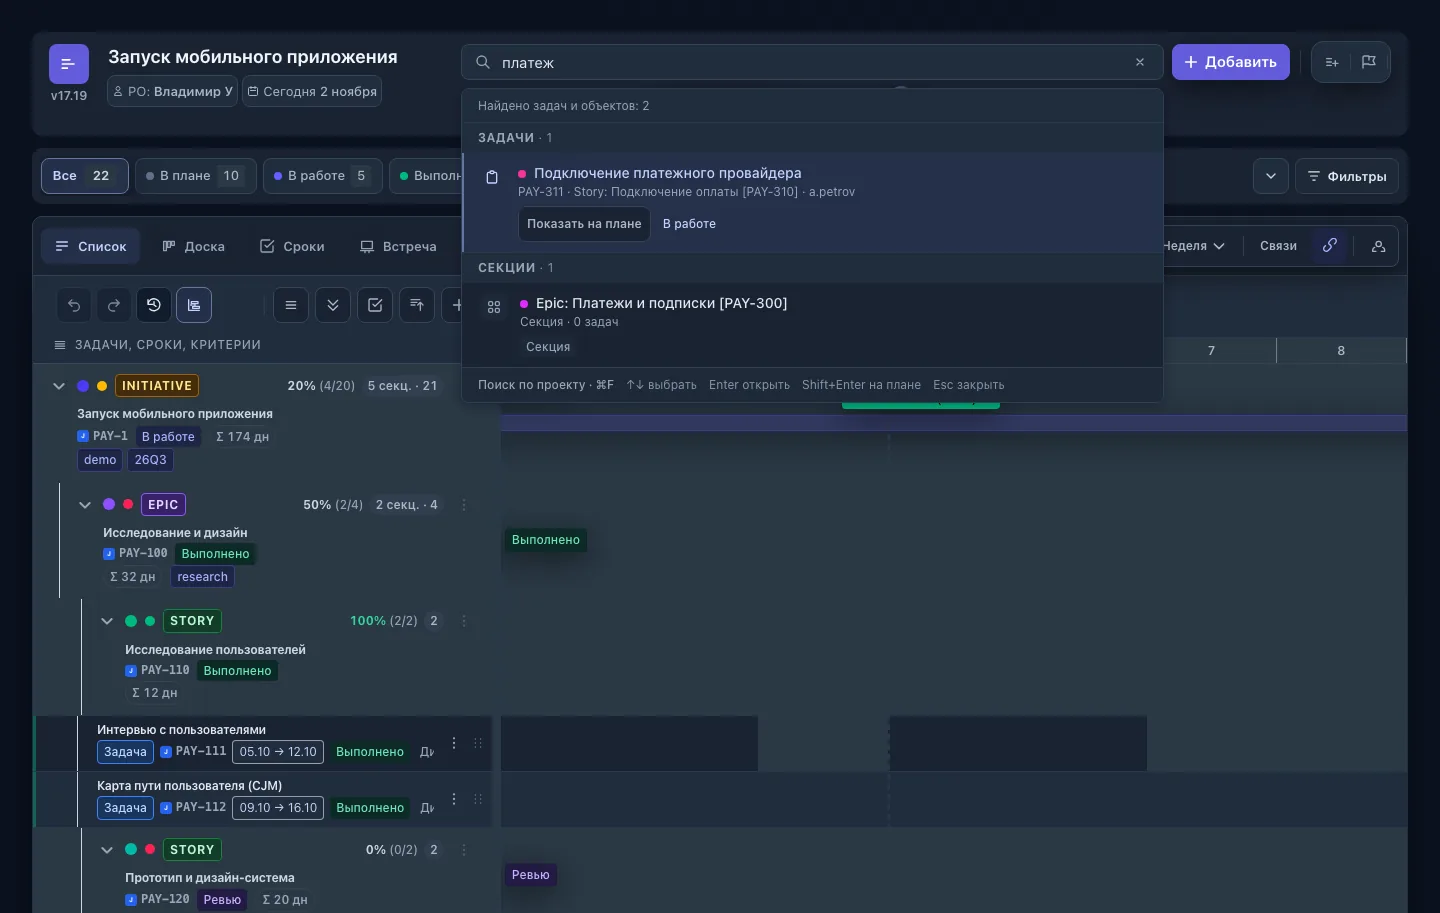 Запуск мобильного приложения
v17.19
PO: Владимир У
Сегодня 2 ноября
платеж
Добавить
Найдено задач и объектов: 2
ЗАДАЧИ · 1
Подключение платежного провайдера
PAY-311 · Story: Подключение оплаты [PAY-310] · a.petrov
Показать на плане
В работе
СЕКЦИИ · 1
Epic: Платежи и подписки [PAY-300]
Секция · 0 задач
Секция
Поиск по проекту · ⌘F ↑↓ выбрать Enter открыть Shift+Enter на плане Esc закрыть
Все 22
В плане 10
В работе 5
Выполн
Фильтры
Список
Доска
Сроки
Встреча
Неделя
Связи
ЗАДАЧИ, СРОКИ, КРИТЕРИИ
7 8
INITIATIVE 20% (4/20) 5 секц. · 21
Запуск мобильного приложения
PAY-1 В работе Σ 174 дн
demo 26Q3
EPIC 50% (2/4) 2 секц. · 4
Исследование и дизайн
PAY-100 Выполнено
Σ 32 дн research
Выполнено
STORY 100% (2/2) 2
Исследование пользователей
PAY-110 Выполнено
Σ 12 дн
Интервью с пользователями
Задача PAY-111 05.10 → 12.10 Выполнено Ди
Карта пути пользователя (CJM)
Задача PAY-112 09.10 → 16.10 Выполнено Ди
STORY 0% (0/2) 2
Прототип и дизайн-система
PAY-120 Ревью Σ 20 дн
Ревью